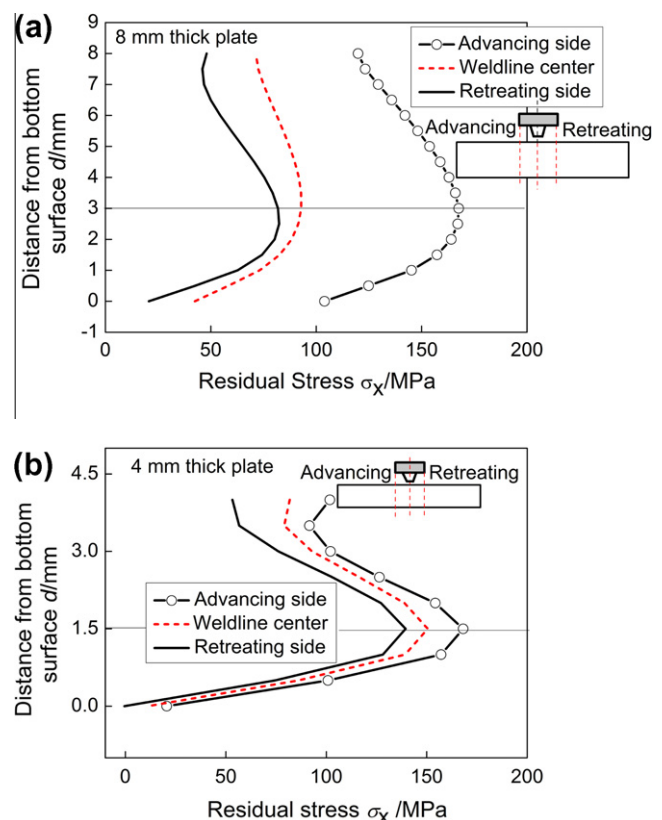 (a)
8 mm thick plate
Advancing side
Weldline center
Retreating side
Advancing Retreating
9
8
7
6
5
4
3
2
1
0
-1
Distance from bottom
surface d/mm
50 100 150 200
Residual Stress σx/MPa
(b)
4 mm thick plate
Advancing Retreating
4.5
3.0
1.5
0.0
Advancing side
Weldline center
Retreating side
Distance from bottom
surface d/mm
0 50 100 150 200
Residual stress σx /MPa